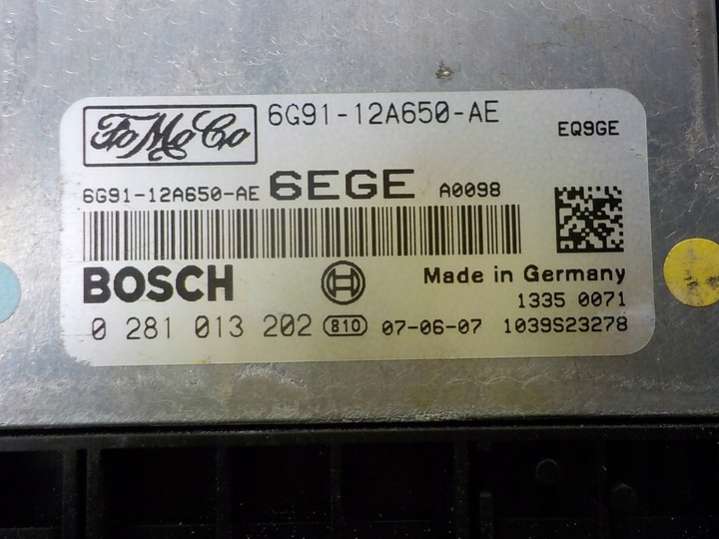 FoMoCo 6G91-12A650-AE
EQ9GE
6G91-12A650-AE 6EGE A0098
BOSCH Made in Germany
1335 0071
0 281 013 202 810 07-06-07 1039S23278